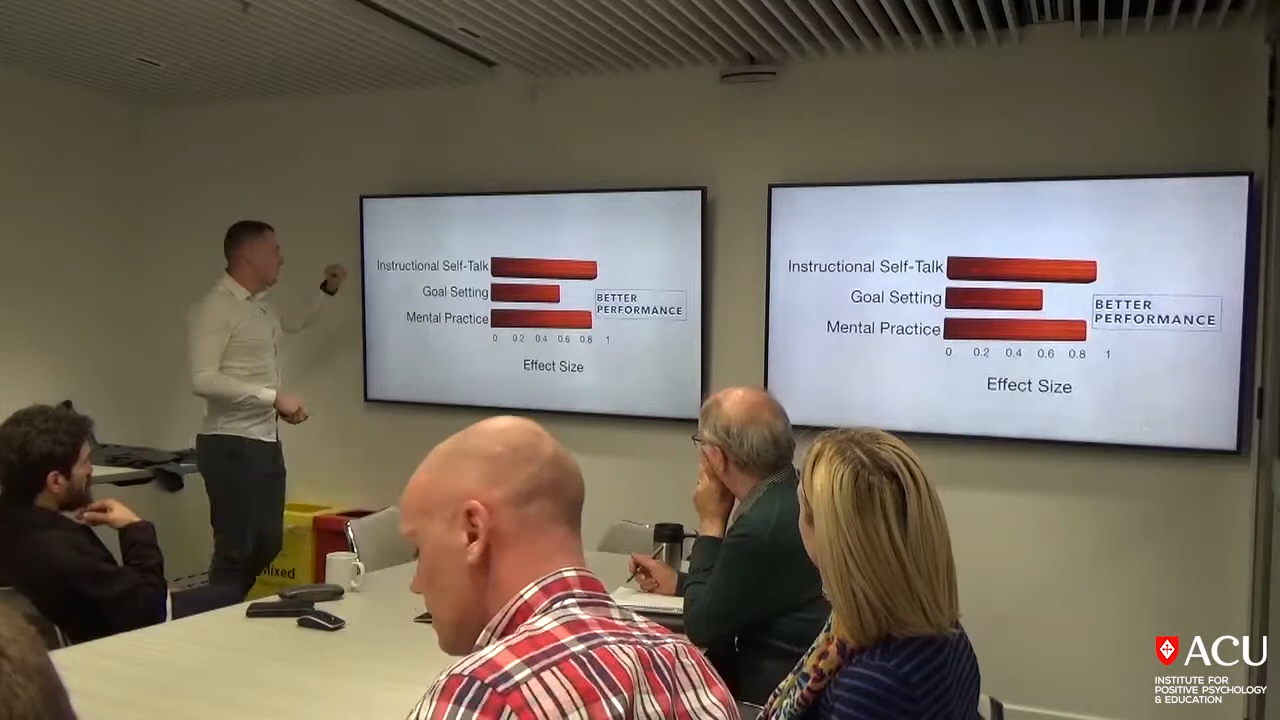 Instructional Self-Talk
Goal Setting
Mental Practice
BETTER
PERFORMANCE
0 0.2 0.4 0.6 0.8 1
Effect Size
Instructional Self-Talk
Goal Setting
Mental Practice
BETTER
PERFORMANCE
0 0.2 0.4 0.6 0.8 1
Effect Size
Mixed
ACU
INSTITUTE FOR
POSITIVE PSYCHOLOGY
& EDUCATION